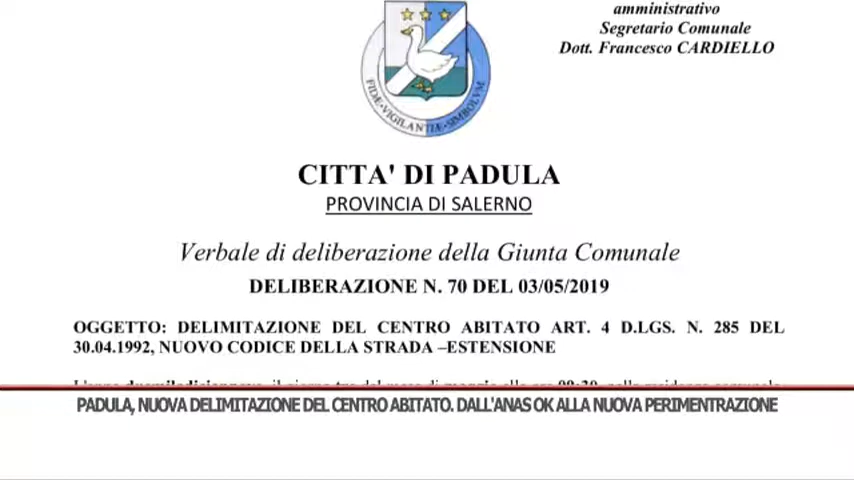 amministrativo
Segretario Comunale
Dott. Francesco CARDIELLO
FIDÆ•VIGILANTIÆ•SIMBOLVM
CITTA' DI PADULA
PROVINCIA DI SALERNO
Verbale di deliberazione della Giunta Comunale
DELIBERAZIONE N. 70 DEL 03/05/2019
OGGETTO: DELIMITAZIONE DEL CENTRO ABITATO ART. 4 D.LGS. N. 285 DEL
30.04.1992, NUOVO CODICE DELLA STRADA –ESTENSIONE
PADULA, NUOVA DELIMITAZIONE DEL CENTRO ABITATO. DALL'ANAS OK ALLA NUOVA PERIMENTRAZIONE